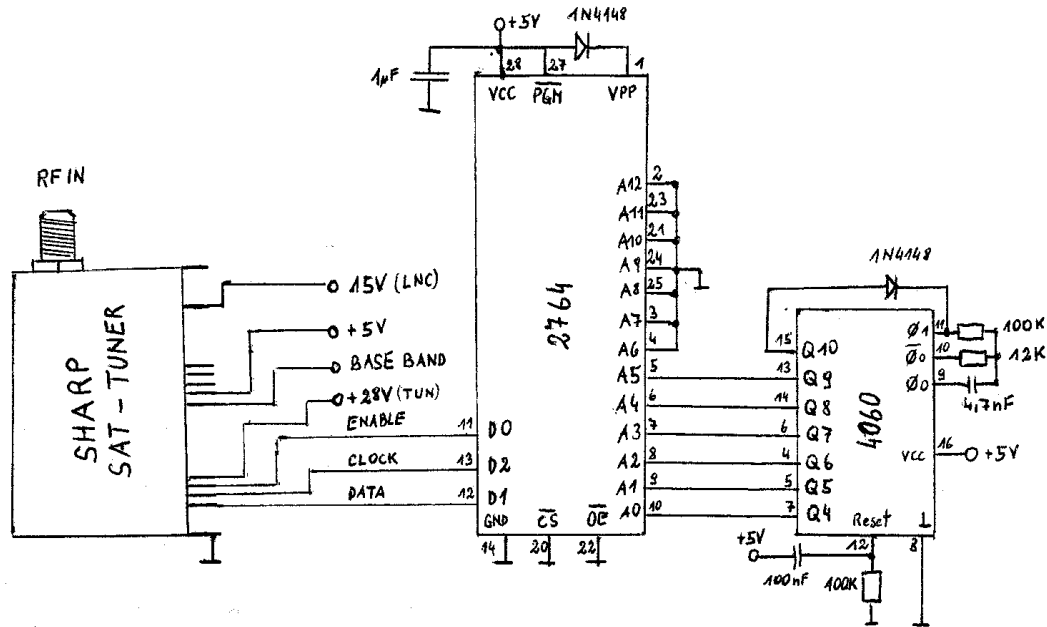 +5V
1N4148
1µF
28
27
1
VCC
PGM
VPP
RF IN
A12 2
A11 23
A10 21
A9 24
A8 25
A7 3
A6 4
A5 5
A4 6
A3 7
A2 8
A1 9
A0 10
2764
15V (LNC)
+5V
BASE BAND
+28V (TUN)
ENABLE
CLOCK
DATA
SHARP
SAT-TUNER
11 D0
13 D2
12 D1
GND
CS
OE
14
20
22
1N4148
15 Q10
13 Q9
14 Q8
6 Q7
4 Q6
5 Q5
7 Q4
4060
Ø1 11
100K
Ø0 10
12K
Ø0 9
4,7nF
VCC 16
+5V
Reset
⊥
12
8
+5V
100nF
100K